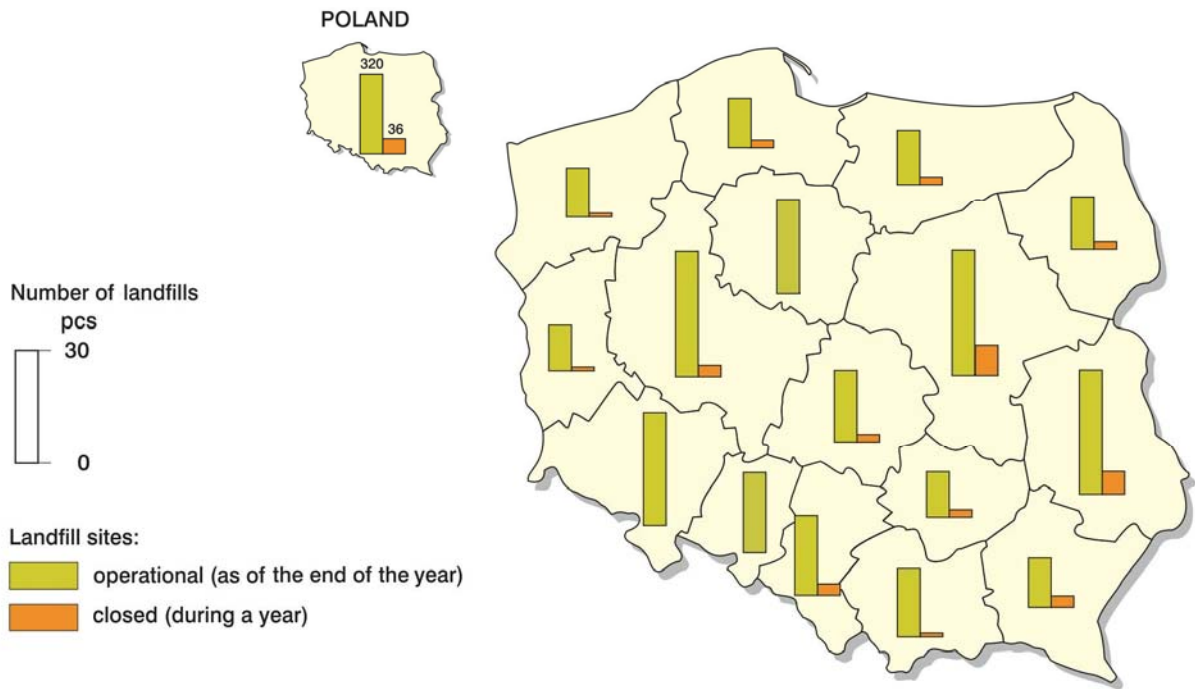 POLAND
320
36
Number of landfills
pcs
30
0
Landfill sites:
operational (as of the end of the year)
closed (during a year)